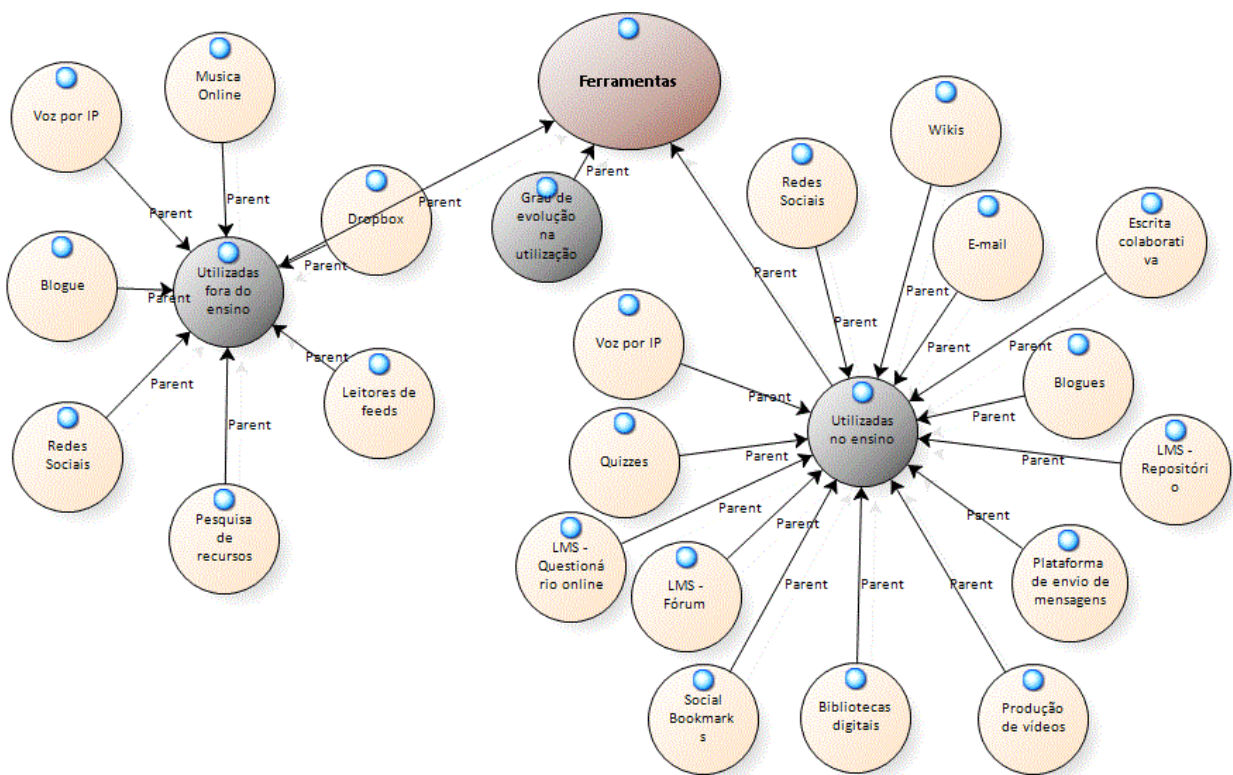 Ferramentas
Musica
Online
Voz por IP
Wikis
Redes
Sociais
Parent
Dropbox
Parent
Grau de
evolução
na
utilização
Parent
E-mail
Escrita
colaborati
va
Parent
Parent
Utilizadas
fora do
ensino
Parent
Blogue
Parent
Parent
Parent
Parent
Parent
Parent
Voz por IP
Parent
Leitores de
feeds
Parent
Blogues
Parent
Parent
Utilizadas
no ensino
Redes
Sociais
Parent
Quizzes
Parent
Parent
LMS -
Repositóri
o
Parent
Pesquisa
de
recursos
LMS -
Questioná
rio online
Parent
LMS -
Fórum
Parent
Parent
Parent
Parent
Parent
Plataforma
de envio de
mensagens
Social
Bookmark
s
Bibliotecas
digitais
Produção
de vídeos